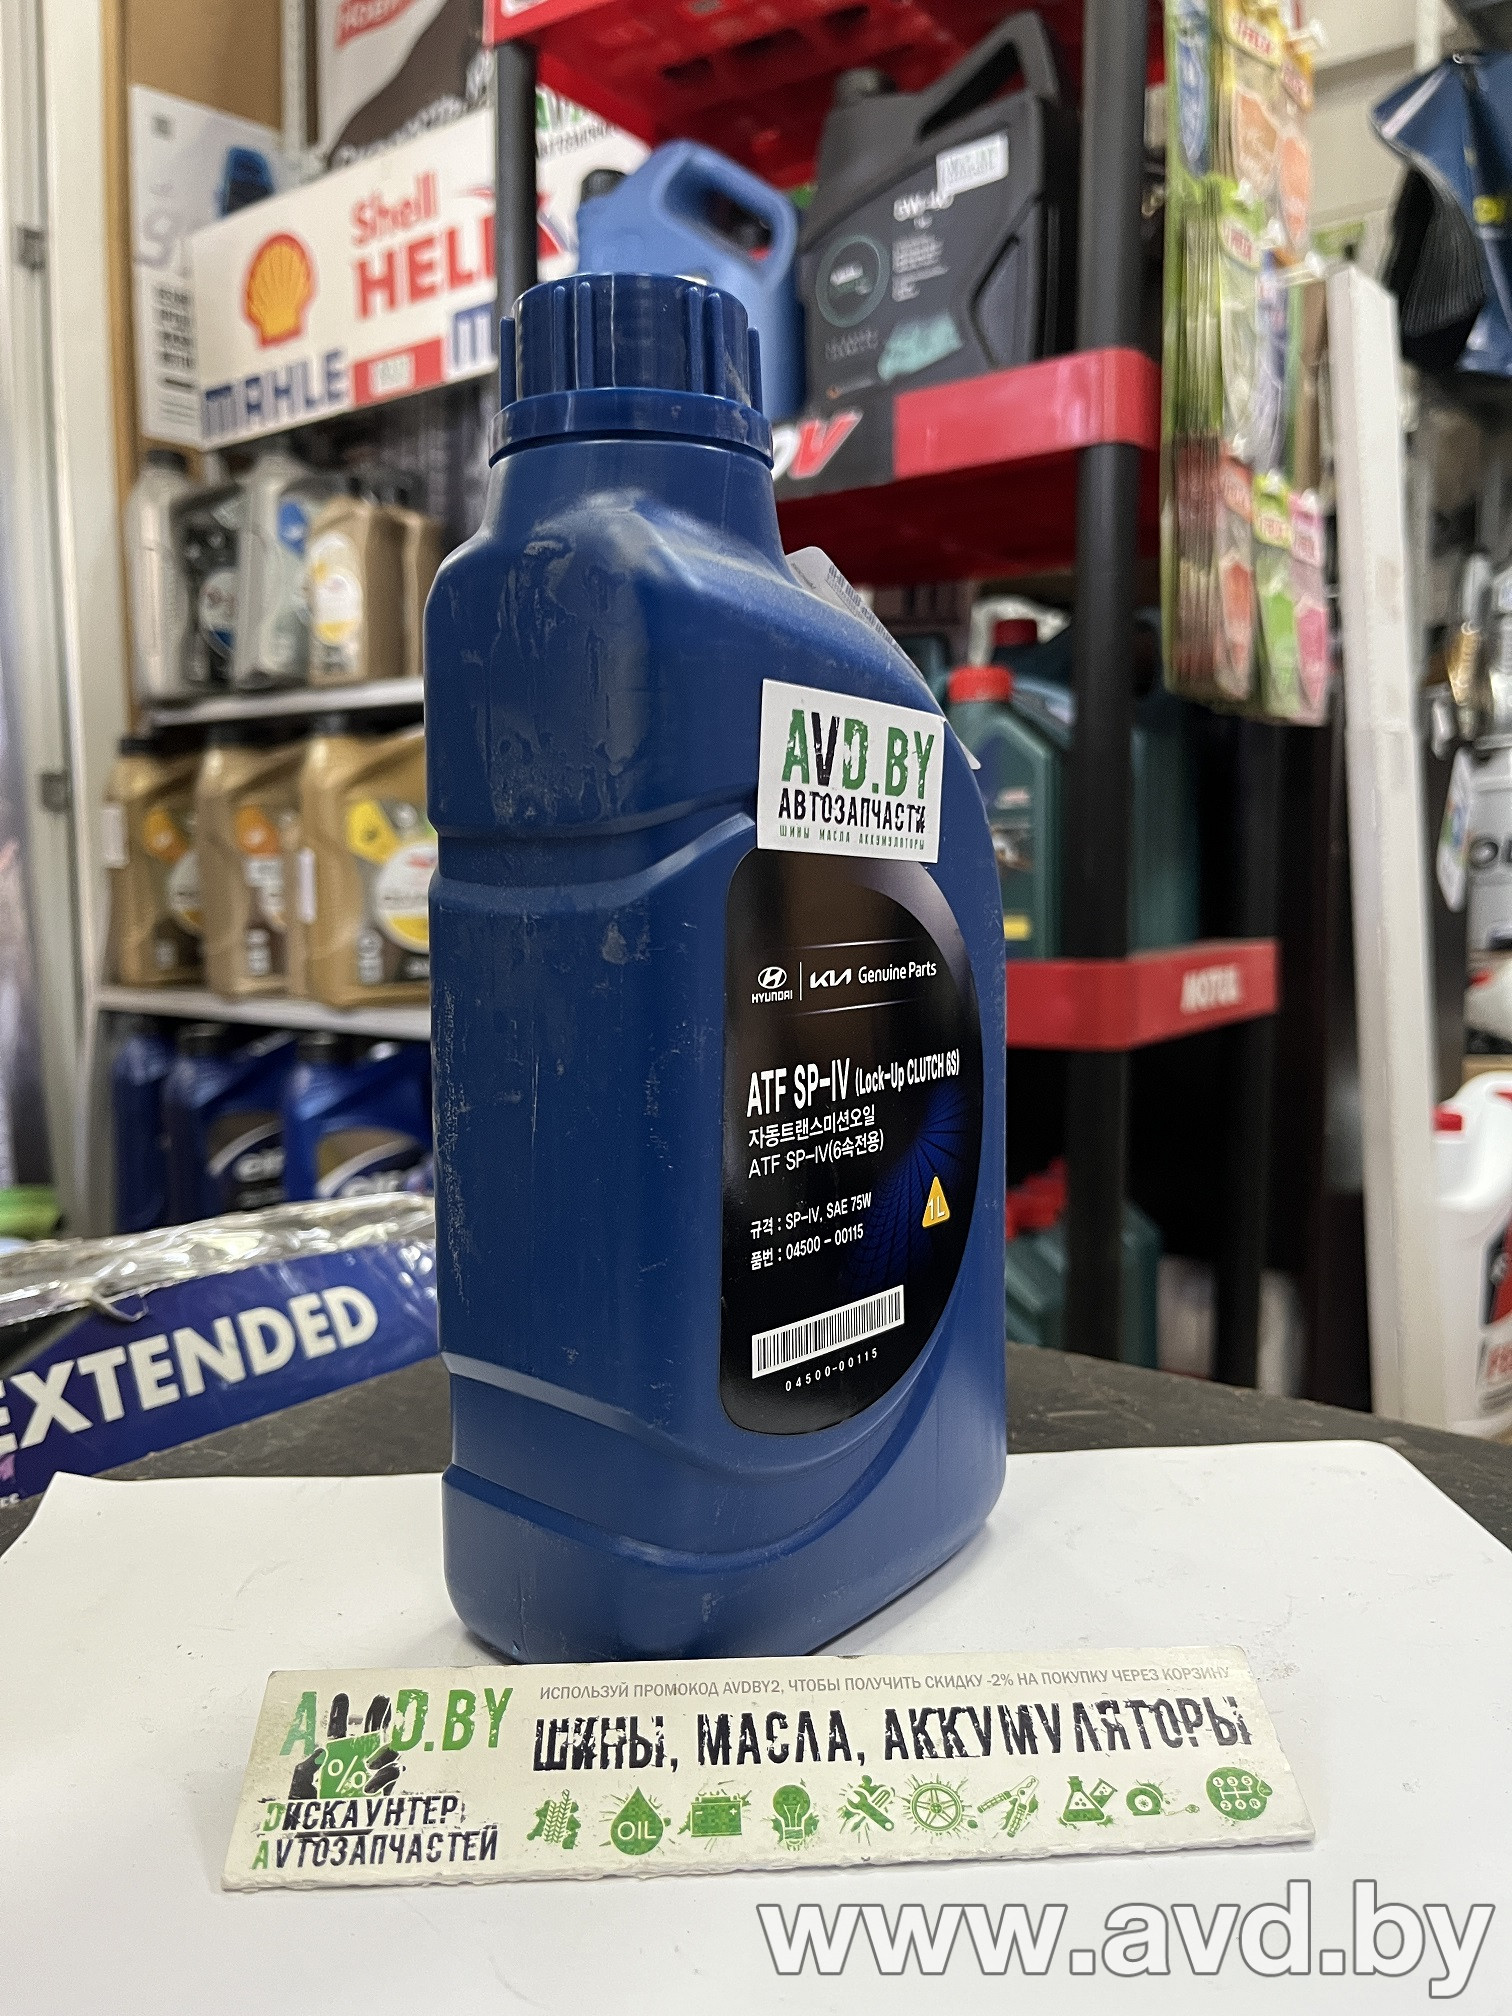 Shell
HELIX
MAHLE
EXTENDED
MOTUL
AVD.BY
АВТОЗАПЧАСТИ
ШИНЫ МАСЛА АККУМУЛЯТОРЫ
HYUNDAI | KIA Genuine Parts
ATF SP-IV (Lock-Up CLUTCH 6S)
자동트랜스미션오일
ATF SP-IV(6속전용)
규격 : SP-IV, SAE 75W
1L
품번 : 04500 - 00115
04500-00115
ИСПОЛЬЗУЙ ПРОМОКОД AVDBY2, ЧТОБЫ ПОЛУЧИТЬ СКИДКУ -2% НА ПОКУПКУ ЧЕРЕЗ КОРЗИНУ
AVD.BY
ШИНЫ, МАСЛА, АККУМУЛЯТОРЫ
%
DИСКАУНТЕР
АVТОЗАПЧАСТЕЙ
OIL
www.avd.by